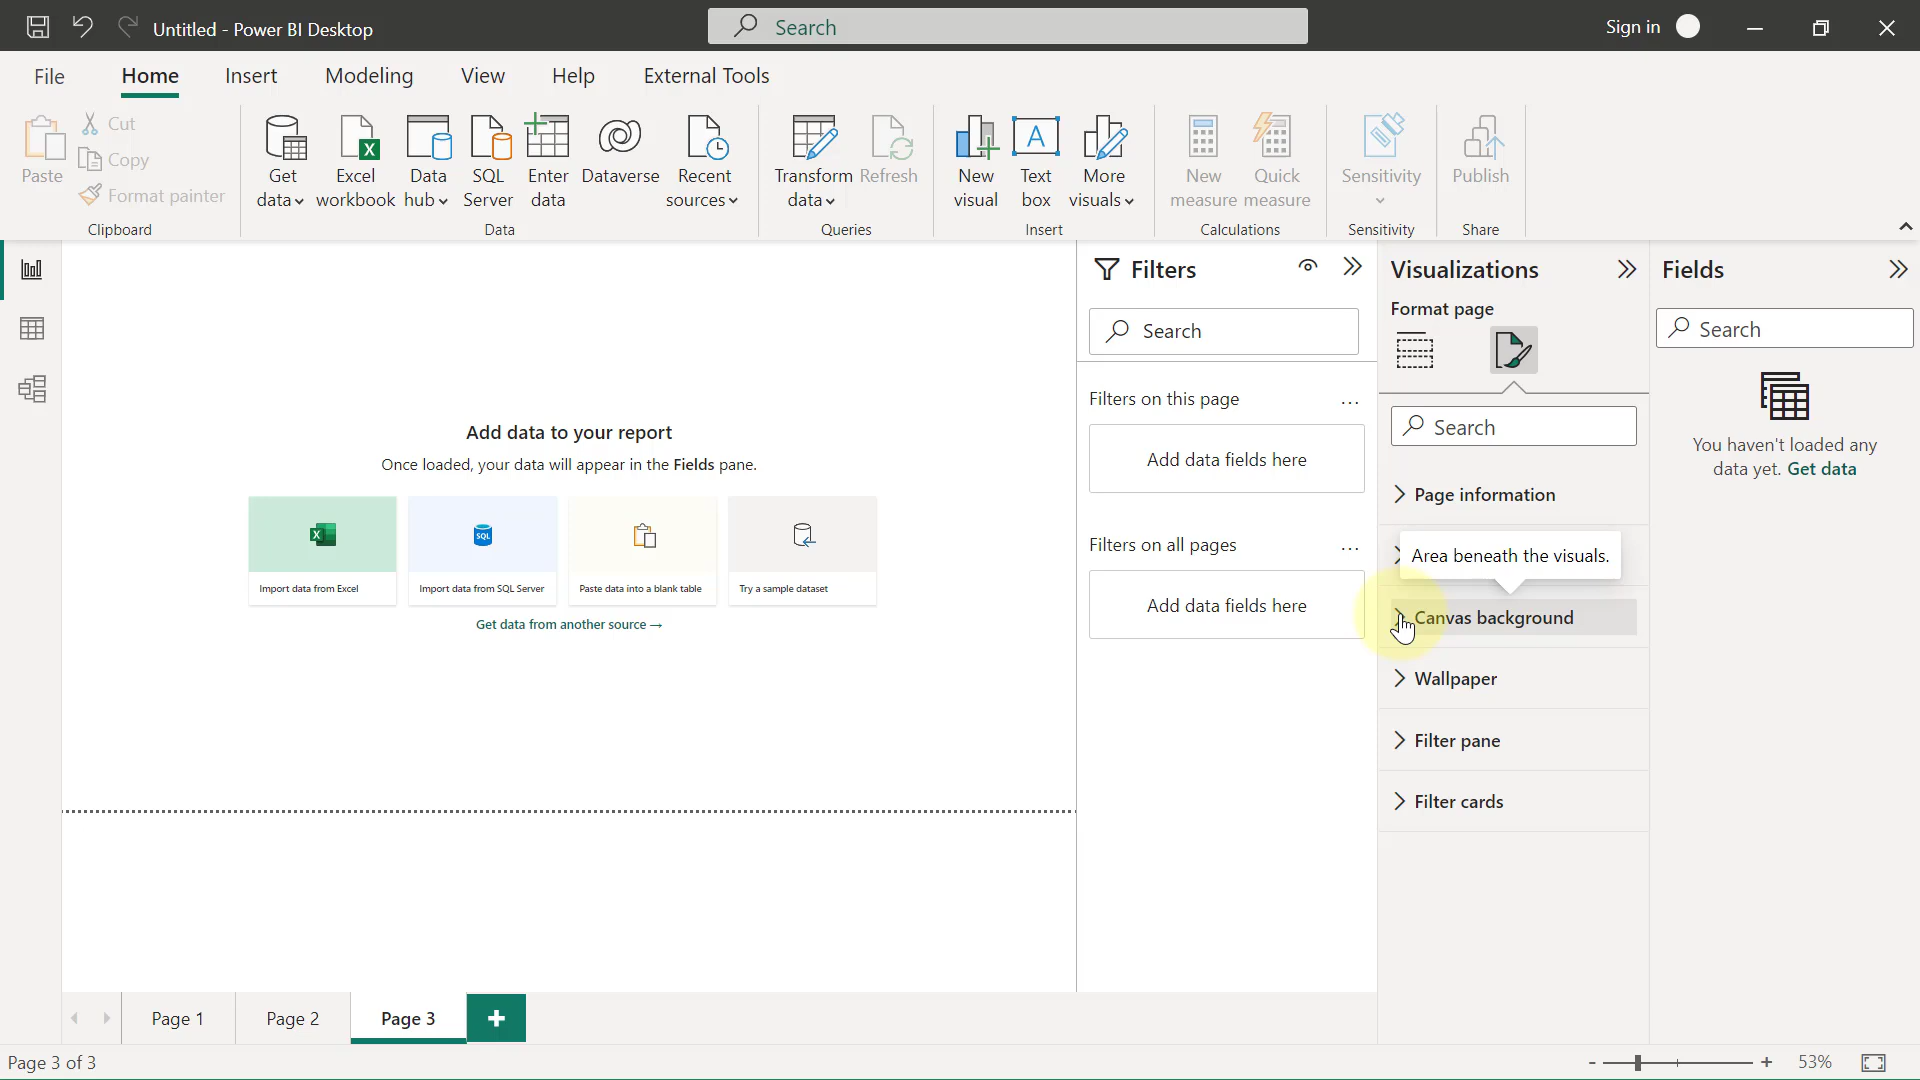 Untitled - Power BI Desktop
Search
Sign in
File
Home
Insert
Modeling
View
Help
External Tools
Paste
Cut
Copy
Format painter
Clipboard
Get
data
Excel
workbook
Data
hub
SQL
Server
Enter
data
Dataverse
Recent
sources
Data
Transform
data
Refresh
Queries
New
visual
Text
box
More
visuals
Insert
New
measure
Quick
measure
Calculations
Sensitivity
Sensitivity
Publish
Share
Add data to your report
Once loaded, your data will appear in the Fields pane.
SQL
Import data from Excel
Import data from SQL Server
Paste data into a blank table
Try a sample dataset
Get data from another source →
Filters
Search
Filters on this page
...
Add data fields here
Filters on all pages
...
Add data fields here
Visualizations
Format page
Search
Page information
Area beneath the visuals.
Canvas background
Wallpaper
Filter pane
Filter cards
Fields
Search
You haven't loaded any
data yet. Get data
Page 1
Page 2
Page 3
Page 3 of 3
- + 53%